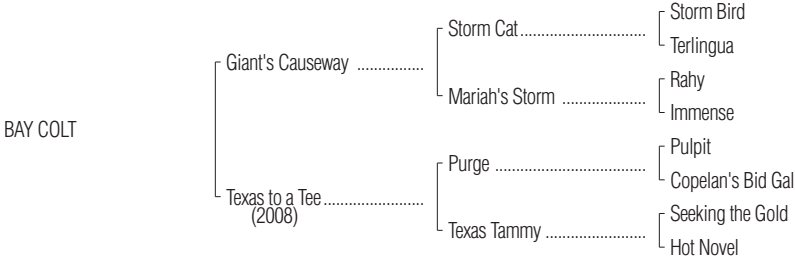 Storm Bird
Storm Cat..............................
Terlingua
Giant's Causeway ................
Rahy
Mariah's Storm ....................
Immense
BAY COLT
Pulpit
Purge ....................................
Copelan's Bid Gal
Texas to a Tee........................
(2008)
Seeking the Gold
Texas Tammy ........................
Hot Novel